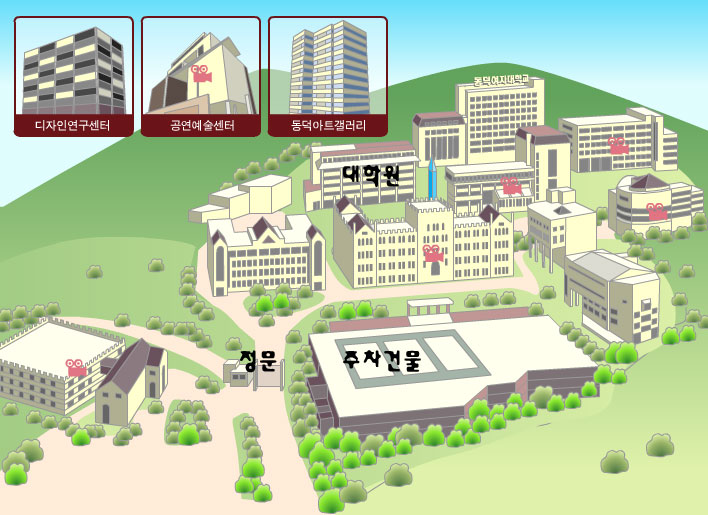 디자인연구센터
공연예술센터
동덕아트갤러리
동덕여자대학교
대학원
정문
주차건물